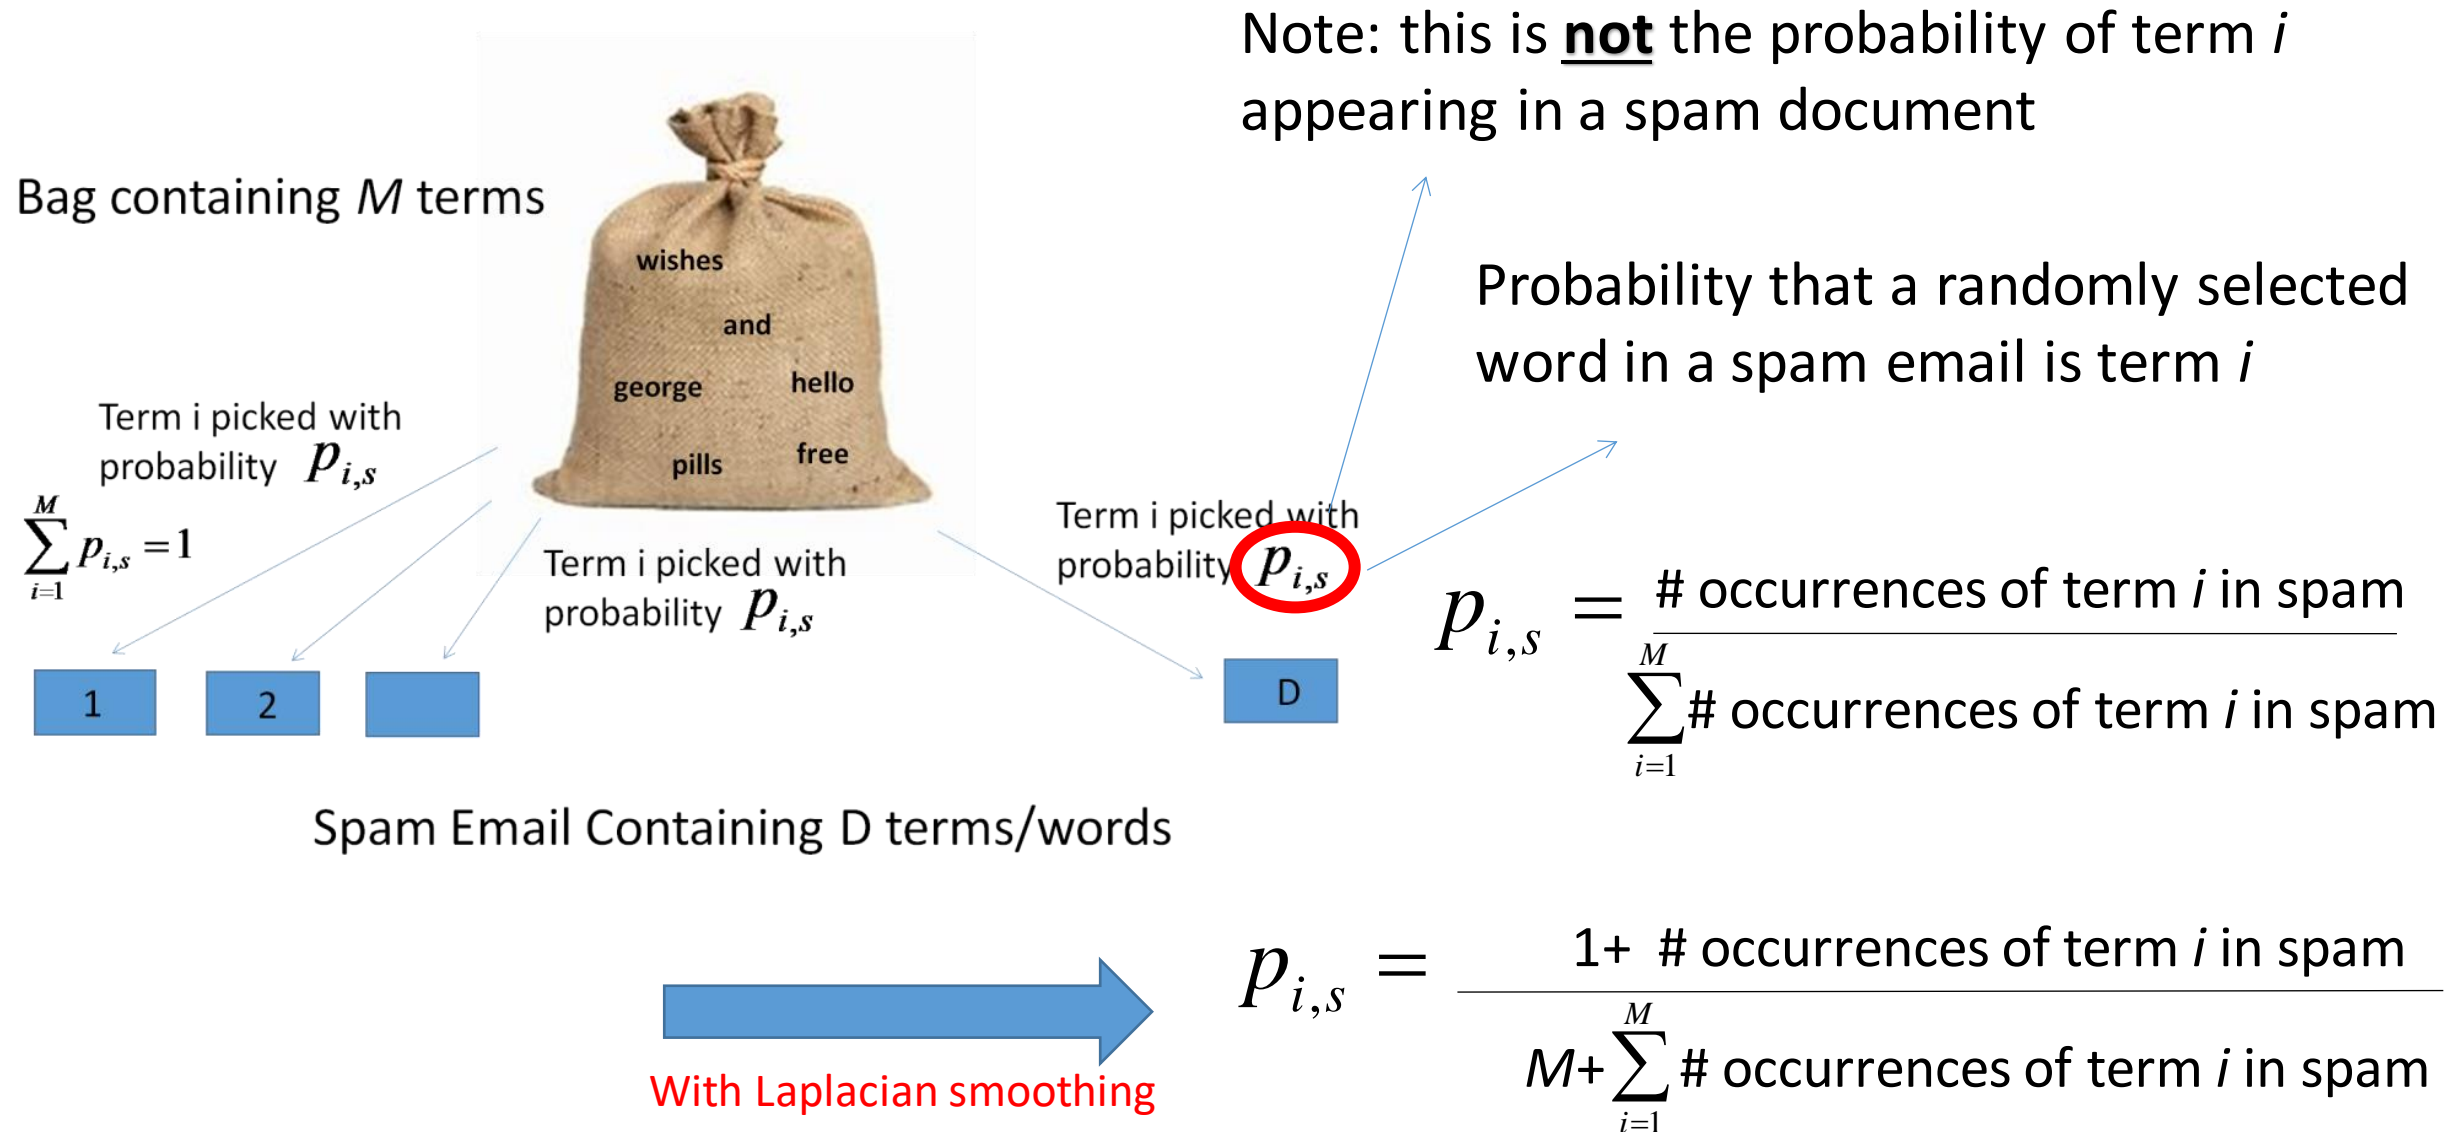 Note: this is not the probability of term i
appearing in a spam document
Bag containing M terms
wishes
and
george
hello
pills
free
Probability that a randomly selected
word in a spam email is term i
Term i picked with
probability p_{i,s}
\sum_{i=1}^{M} p_{i,s} = 1
Term i picked with
probability p_{i,s}
Term i picked with
probability p_{i,s}
1
2
D
p_{i,s} = # occurrences of term i in spam
\sum_{i=1}^{M} # occurrences of term i in spam
Spam Email Containing D terms/words
With Laplacian smoothing
p_{i,s} = 1+ # occurrences of term i in spam
M+ \sum_{i=1}^{M} # occurrences of term i in spam